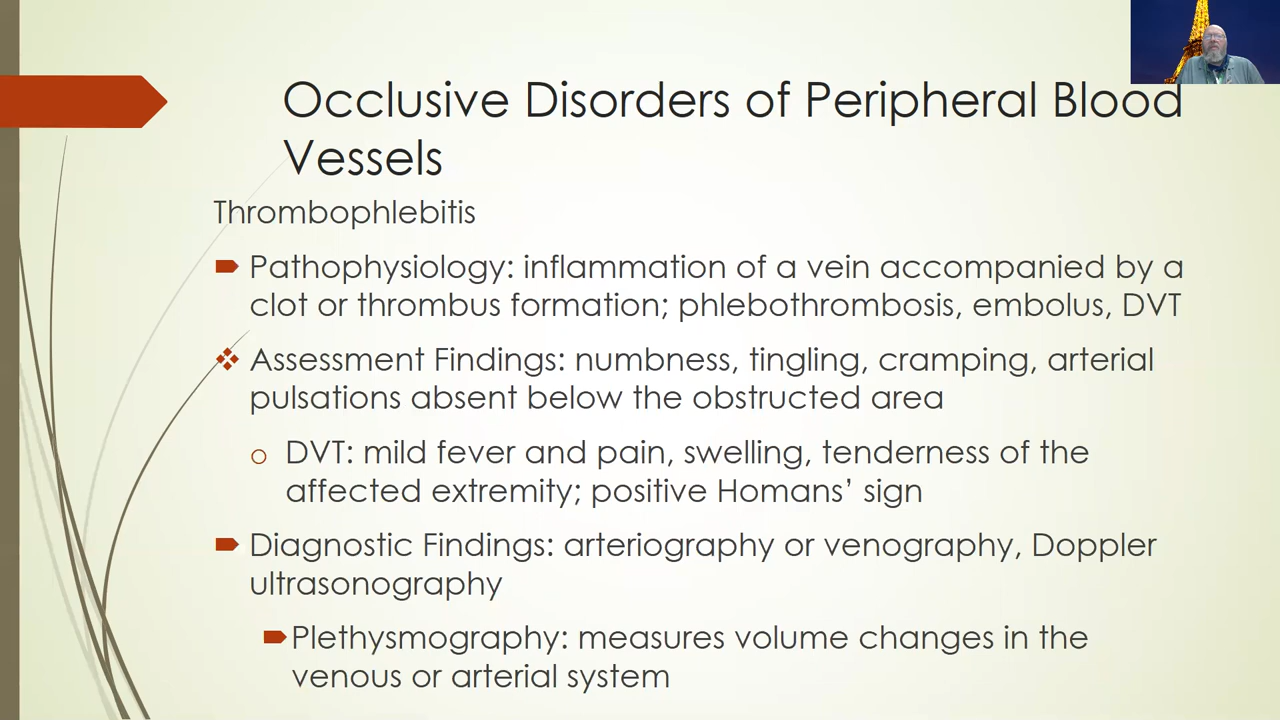 Occlusive Disorders of Peripheral Blood
Vessels
Thrombophlebitis
Pathophysiology: inflammation of a vein accompanied by a
clot or thrombus formation; phlebothrombosis, embolus, DVT
Assessment Findings: numbness, tingling, cramping, arterial
pulsations absent below the obstructed area
DVT: mild fever and pain, swelling, tenderness of the
affected extremity; positive Homans’ sign
Diagnostic Findings: arteriography or venography, Doppler
ultrasonography
Plethysmography: measures volume changes in the
venous or arterial system